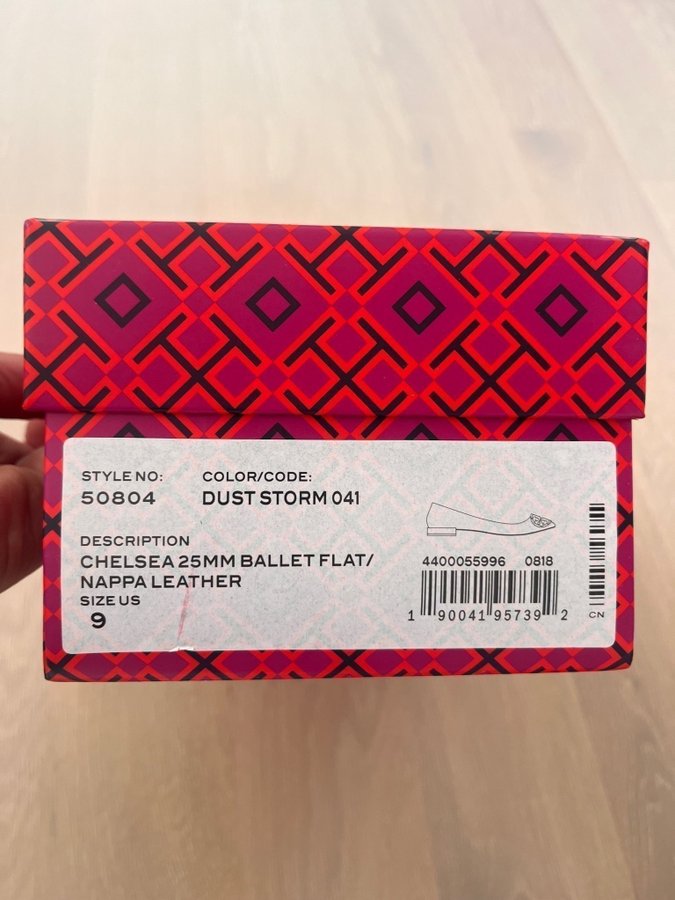 STYLE NO: COLOR/CODE:
50804 DUST STORM 041
DESCRIPTION
CHELSEA 25MM BALLET FLAT/
NAPPA LEATHER
SIZE US
9
4400055996 0818
1 90041 95739 2
CN